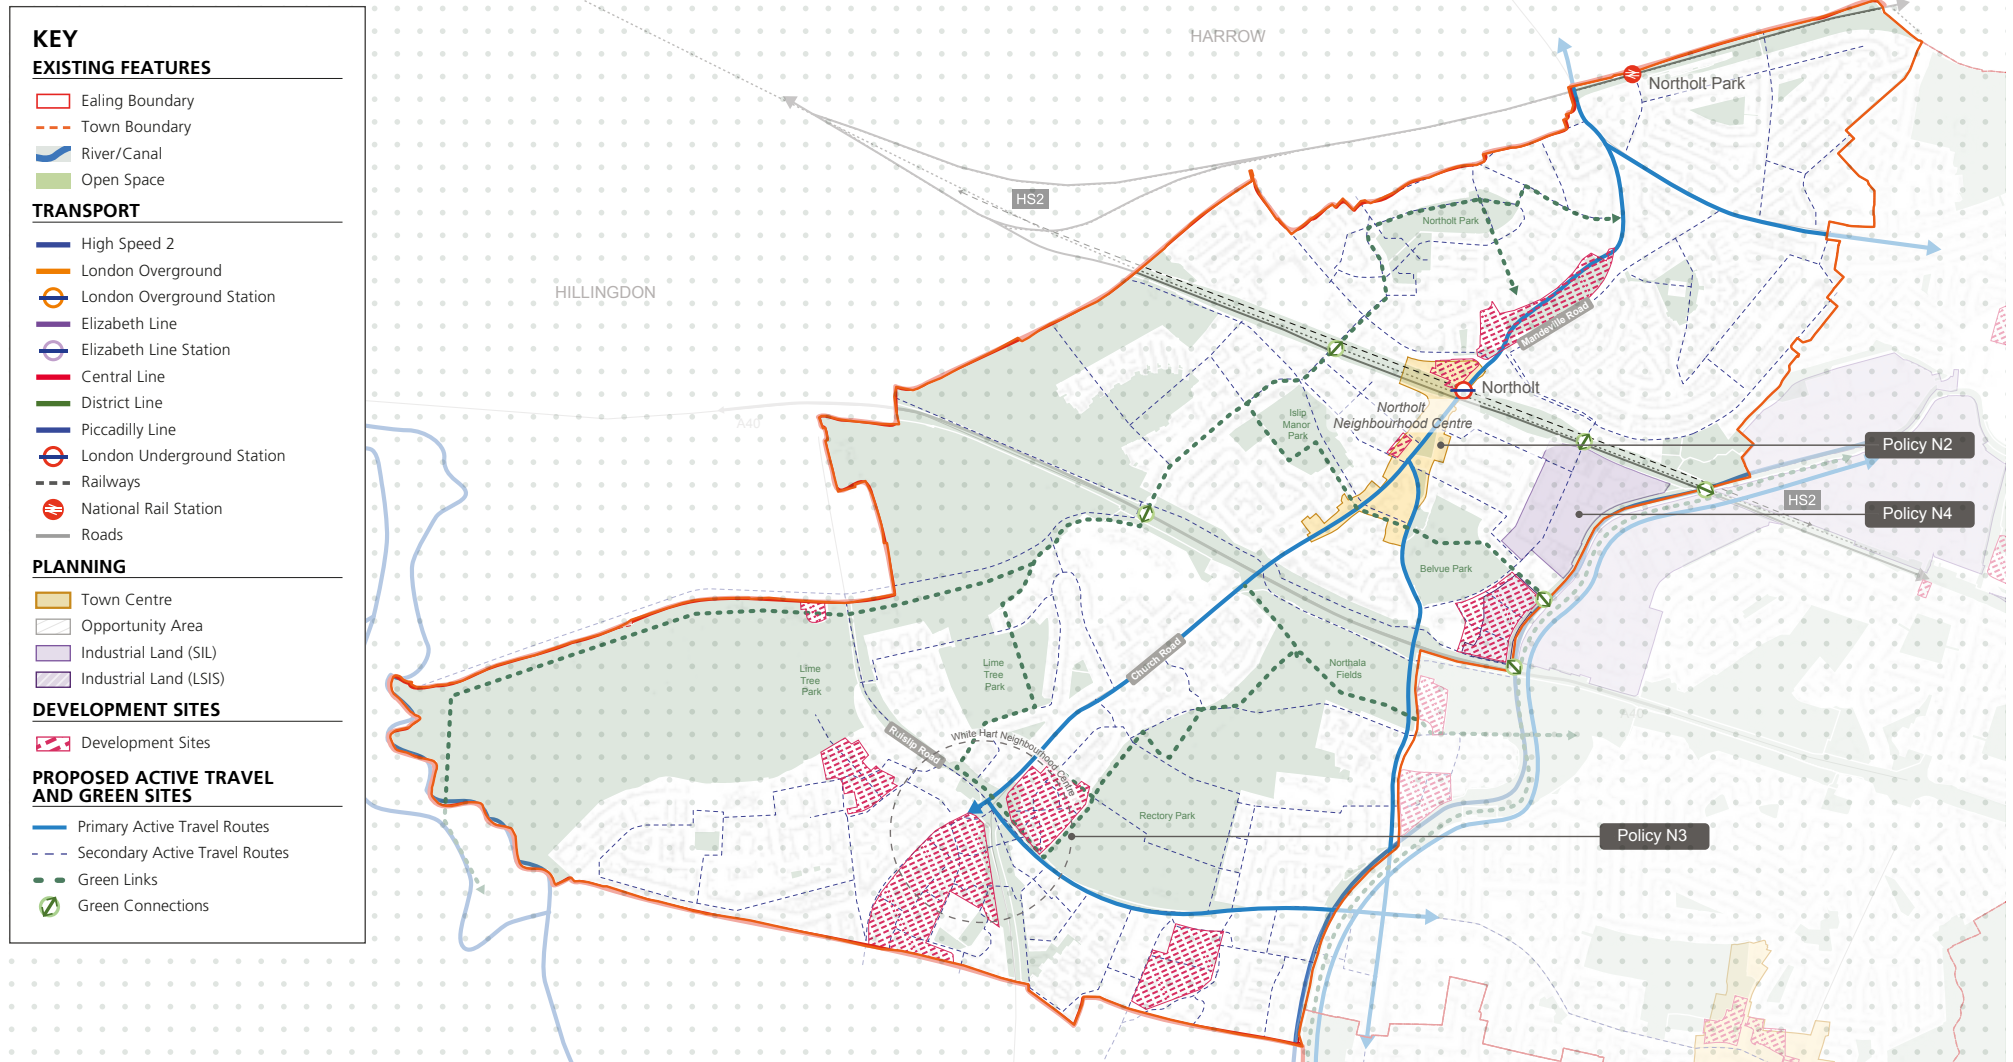 KEY
EXISTING FEATURES
Ealing Boundary
Town Boundary
River/Canal
Open Space
TRANSPORT
High Speed 2
London Overground
London Overground Station
Elizabeth Line
Elizabeth Line Station
Central Line
District Line
Piccadilly Line
London Underground Station
Railways
National Rail Station
Roads
PLANNING
Town Centre
Opportunity Area
Industrial Land (SIL)
Industrial Land (LSIS)
DEVELOPMENT SITES
Development Sites
PROPOSED ACTIVE TRAVEL
AND GREEN SITES
Primary Active Travel Routes
Secondary Active Travel Routes
Green Links
Green Connections
HARROW
Northolt Park
HS2
Northolt Park
HILLINGDON
Mandeville Road
Northolt
A40
Islip
Manor
Park
Northolt
Neighbourhood Centre
Policy N2
HS2
Policy N4
Belvue Park
Church Road
Lime
Tree
Park
Lime
Tree
Park
Northala
Fields
Ruislip Road
White Hart Neighbourhood Centre
Rectory Park
Policy N3